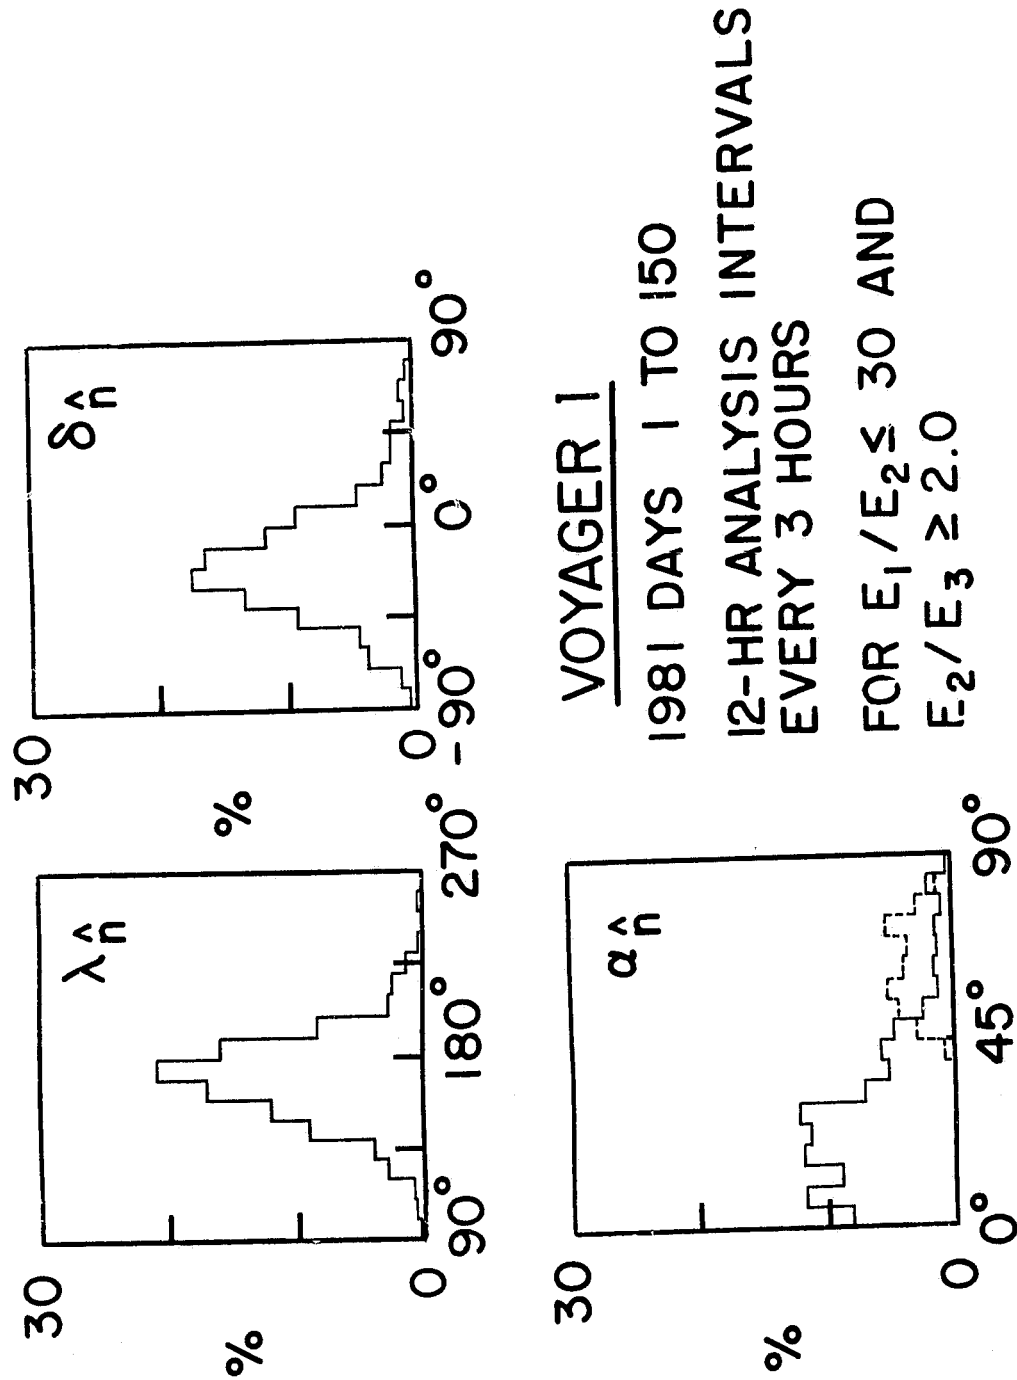 λn̂
30
%
0
90°
180°
270°
δn̂
30
%
0
-90°
0°
90°
αn̂
30
%
0
0°
45°
90°
VOYAGER 1
1981 DAYS 1 TO 150
12-HR ANALYSIS INTERVALS
EVERY 3 HOURS
FOR E₁/E₂ ≤ 30 AND
E₂/E₃ ≥ 2.0